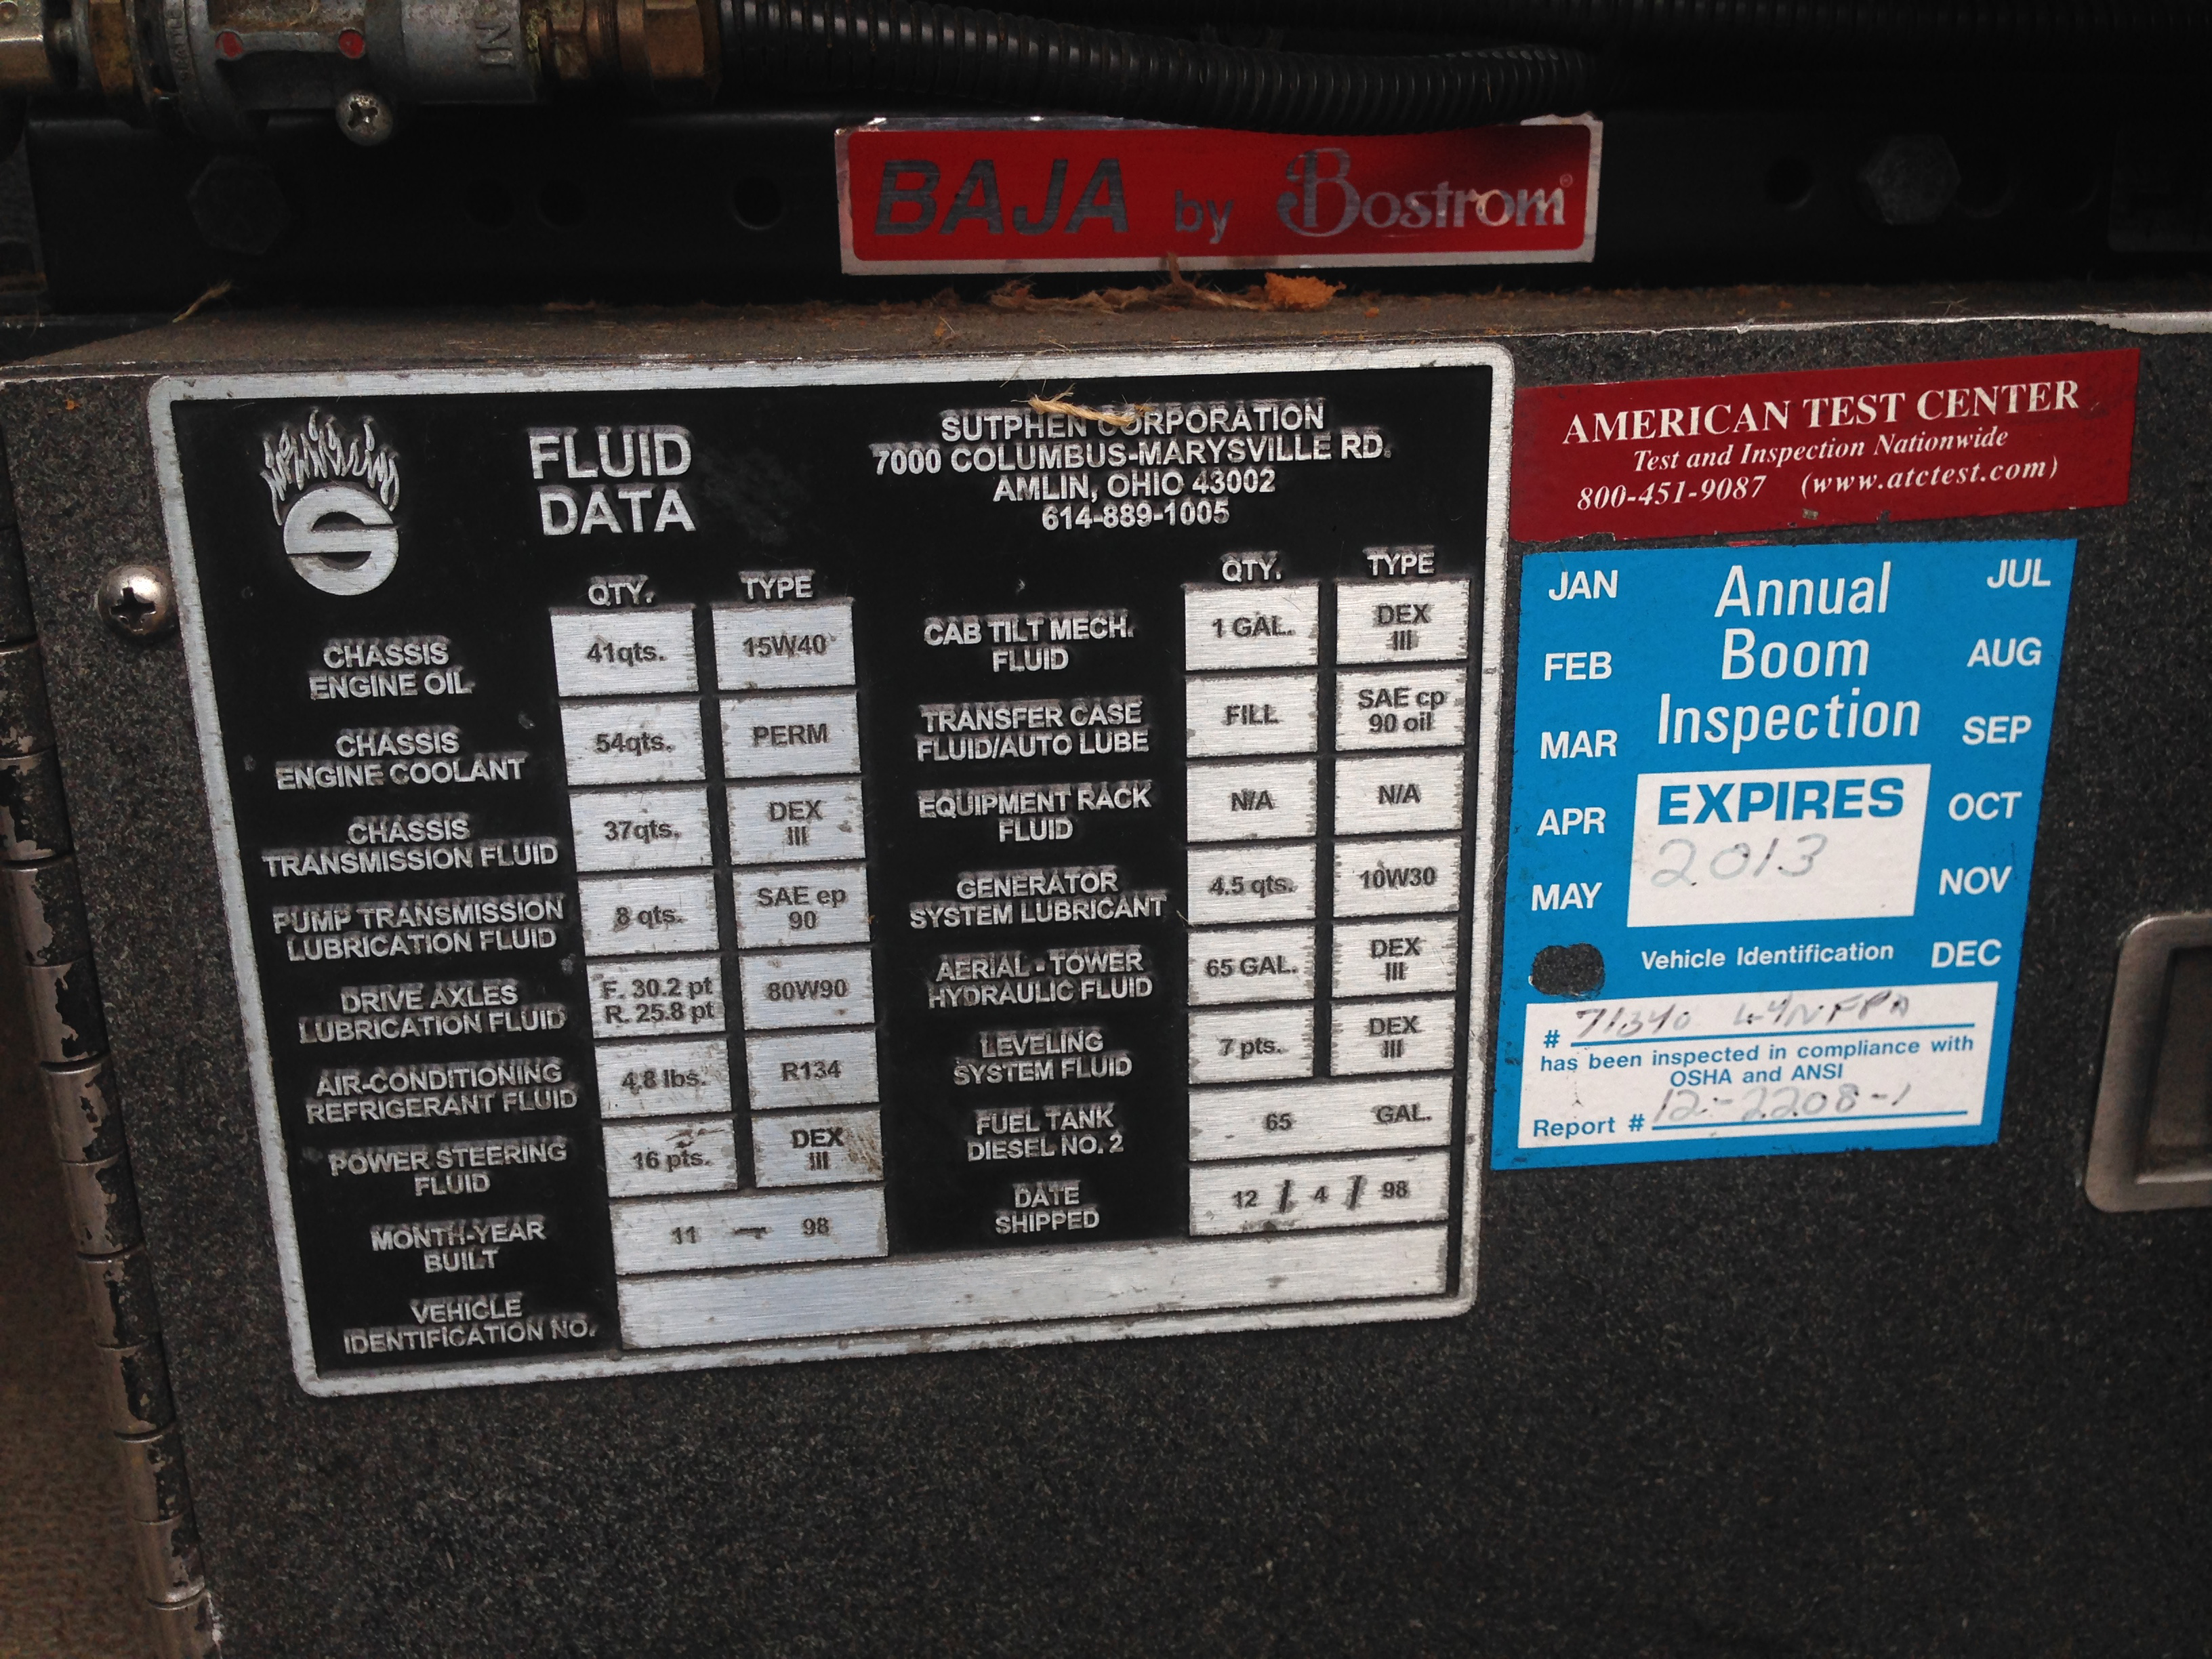 BAJA by Bostrom®
FLUID
DATA
SUTPHEN CORPORATION
7000 COLUMBUS-MARYSVILLE RD.
AMLIN, OHIO 43002
614-889-1005
QTY. TYPE
CHASSIS
ENGINE OIL
41qts. 15W40
CHASSIS
ENGINE COOLANT
54qts. PERM
CHASSIS
TRANSMISSION FLUID
37qts. DEX
III
PUMP TRANSMISSION
LUBRICATION FLUID
8 qts. SAE ep
90
DRIVE AXLES
LUBRICATION FLUID
F. 30.2 pt
R. 25.8 pt
80W90
AIR-CONDITIONING
REFRIGERANT FLUID
4.8 lbs. R134
POWER STEERING
FLUID
16 pts. DEX
III
MONTH-YEAR
BUILT
11 - 98
VEHICLE
IDENTIFICATION NO.
QTY. TYPE
CAB TILT MECH.
FLUID
1 GAL. DEX
III
TRANSFER CASE
FLUID/AUTO LUBE
FILL SAE cp
90 oil
EQUIPMENT RACK
FLUID
N/A N/A
GENERATOR
SYSTEM LUBRICANT
4.5 qts. 10W30
AERIAL - TOWER
HYDRAULIC FLUID
65 GAL. DEX
III
LEVELING
SYSTEM FLUID
7 pts. DEX
III
FUEL TANK
DIESEL NO. 2
65 GAL.
DATE
SHIPPED
12 / 4 / 98
AMERICAN TEST CENTER
Test and Inspection Nationwide
800-451-9087 (www.atctest.com)
Annual
Boom
Inspection
JAN
FEB
MAR
APR
MAY
JUL
AUG
SEP
OCT
NOV
DEC
EXPIRES
2013
Vehicle Identification
# 71340
has been inspected in compliance with
OSHA and ANSI
Report # 12-2208-1